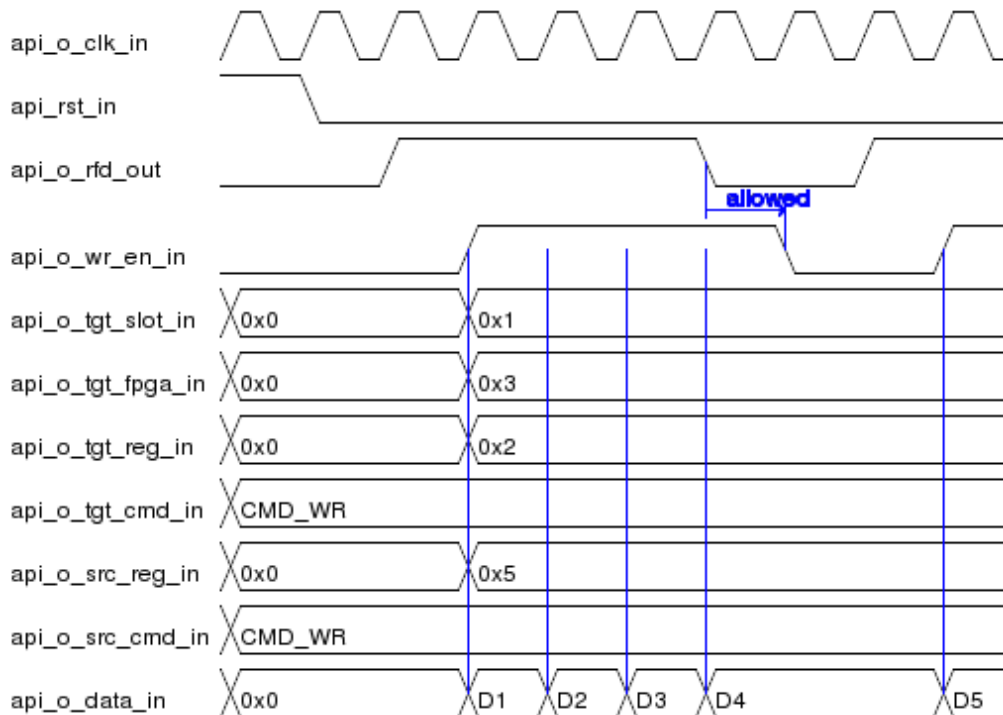 api_o_clk_in
api_rst_in
api_o_rfd_out
allowed
api_o_wr_en_in
api_o_tgt_slot_in 0x0 0x1
api_o_tgt_fpga_in 0x0 0x3
api_o_tgt_reg_in 0x0 0x2
api_o_tgt_cmd_in CMD_WR
api_o_src_reg_in 0x0 0x5
api_o_src_cmd_in CMD_WR
api_o_data_in 0x0 D1 D2 D3 D4 D5